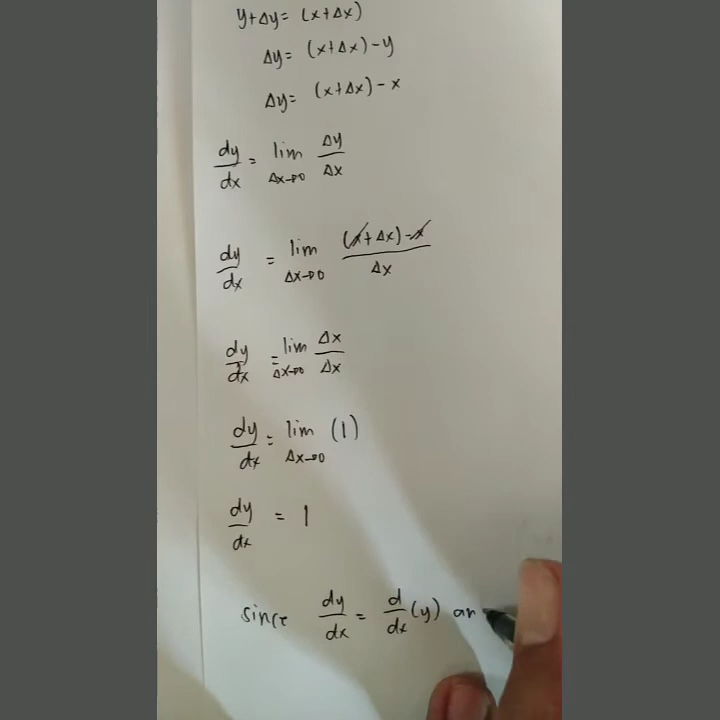 y+Δy= (x+Δx)
Δy= (x+Δx)-y
Δy= (x+Δx)-x
dy/dx = lim Δx→0 Δy/Δx
dy/dx = lim Δx→0 (x+Δx)-x/Δx
dy/dx = lim Δx→0 Δx/Δx
dy/dx = lim Δx→0 (1)
dy/dx = 1
since dy/dx = d/dx (y) an